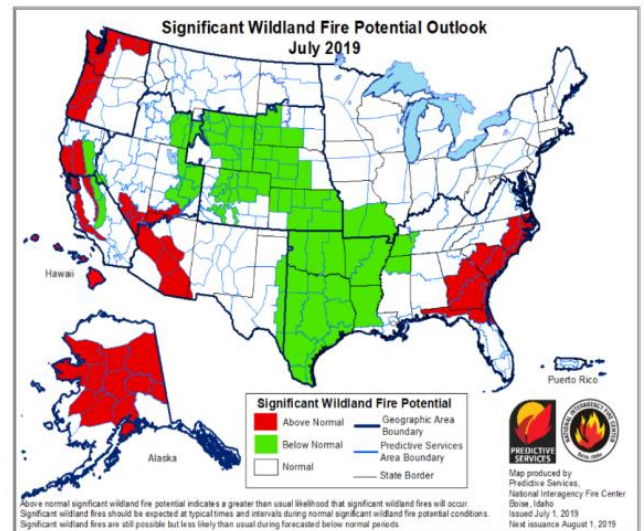 Significant Wildland Fire Potential Outlook
July 2019
Hawaii
Alaska
Puerto Rico
Significant Wildland Fire Potential
Above Normal
Below Normal
Normal
Geographic Area
Boundary
Predictive Services
Area Boundary
State Border
PREDICTIVE
SERVICES
NATIONAL INTERAGENCY FIRE CENTER
Boise, Idaho
Map produced by
Predictive Services,
National Interagency Fire Center
Boise, Idaho
Issued July 1, 2019
Next issuance August 1, 2019
Above normal significant wildland fire potential indicates a greater than usual likelihood that significant wildland fires will occur.
Significant wildland fires should be expected at typical times and intervals during normal significant wildland fire potential conditions.
Significant wildland fires are still possible but less likely than usual during forecasted below normal periods.